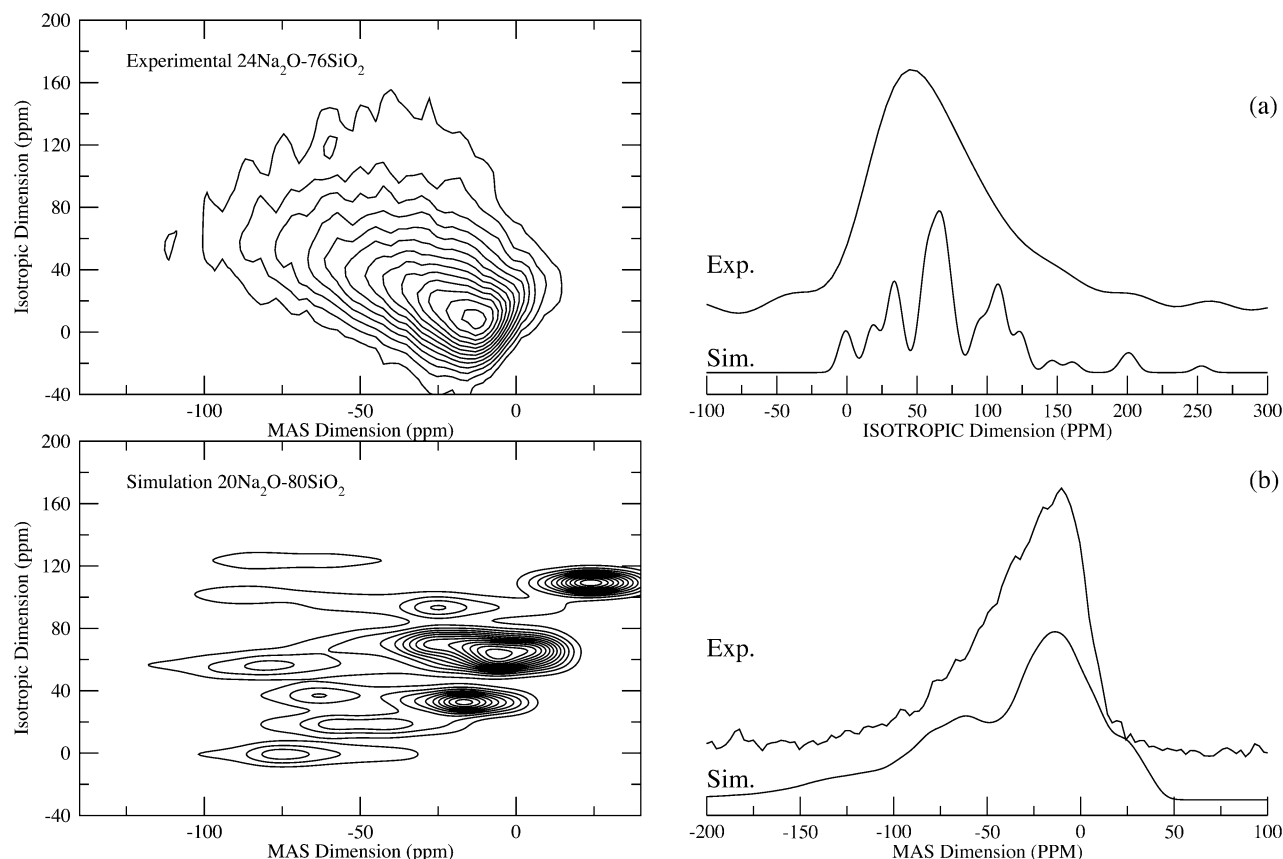 200
160
120
80
40
0
-40
Isotropic Dimension (ppm)
Experimental 24Na2O-76SiO2
-100
-50
0
MAS Dimension (ppm)
(a)
Exp.
Sim.
-100
-50
0
50
100
150
200
250
300
ISOTROPIC Dimension (PPM)
200
160
120
80
40
0
-40
Isotropic Dimension (ppm)
Simulation 20Na2O-80SiO2
-100
-50
0
MAS Dimension (ppm)
(b)
Exp.
Sim.
-200
-150
-100
-50
0
50
100
MAS Dimension (PPM)